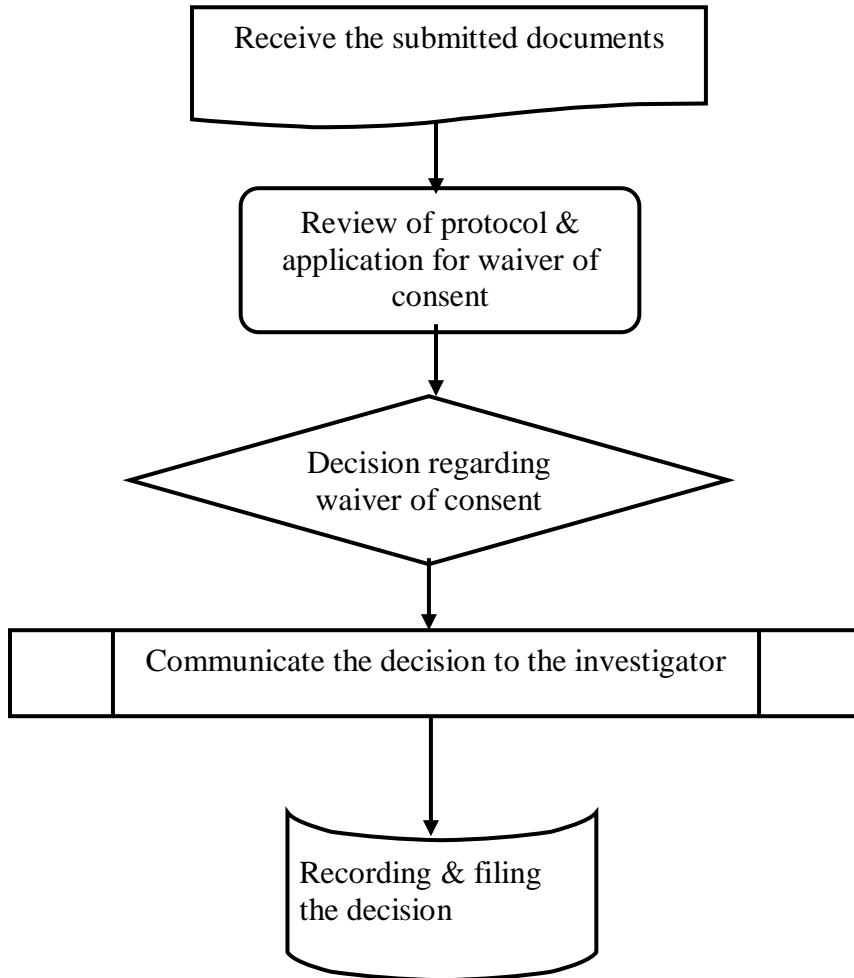 Receive the submitted documents
Review of protocol &
application for waiver of
consent
Decision regarding
waiver of consent
Communicate the decision to the investigator
Recording & filing
the decision